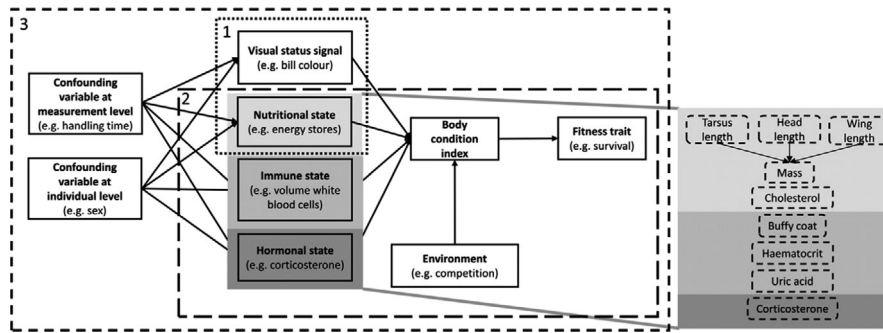 3
1
Visual status signal
(e.g. bill colour)
Confounding
variable at
measurement level
(e.g. handling time)
2
Nutritional state
(e.g. energy stores)
Body
condition
index
Fitness trait
(e.g. survival)
Confounding
variable at
individual level
(e.g. sex)
Immune state
(e.g. volume white
blood cells)
Hormonal state
(e.g. corticosterone)
Environment
(e.g. competition)
Tarsus
length
Head
length
Wing
length
Mass
Cholesterol
Buffy coat
Haematocrit
Uric acid
Corticosterone